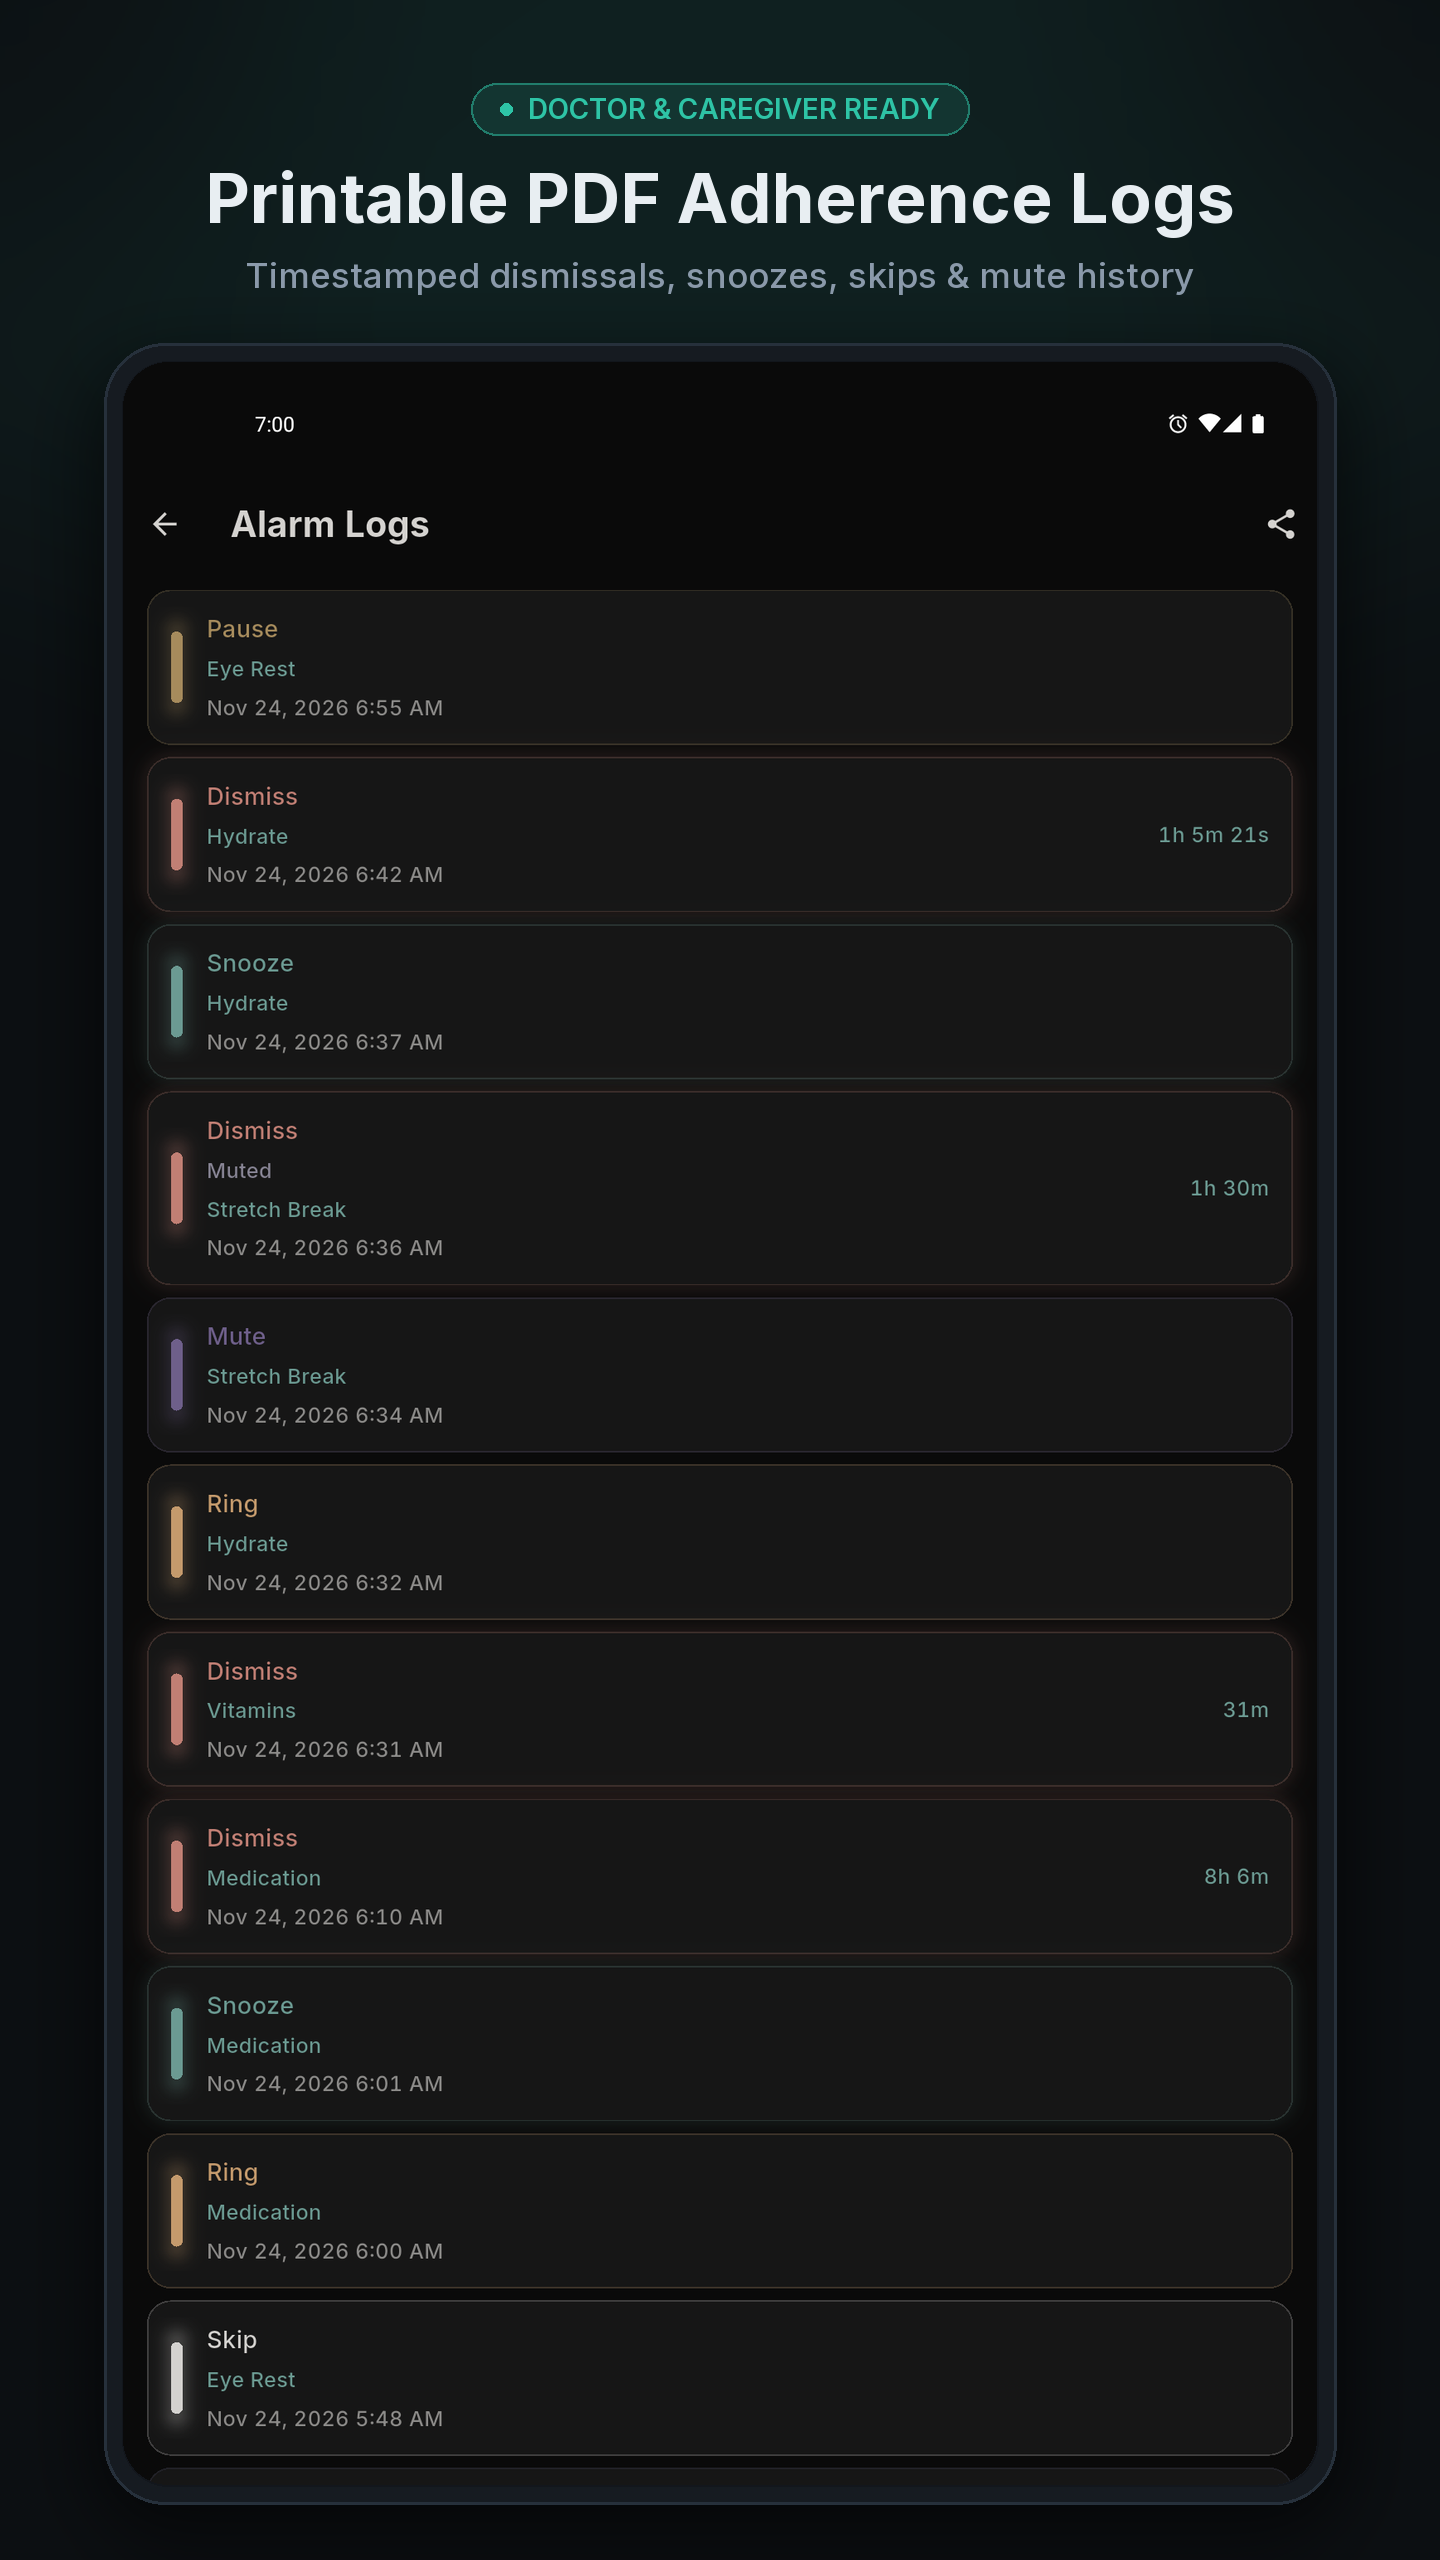 DOCTOR & CAREGIVER READY
Printable PDF Adherence Logs
Timestamped dismissals, snoozes, skips & mute history
7:00
Alarm Logs
Pause
Eye Rest
Nov 24, 2026 6:55 AM
Dismiss
Hydrate
1h 5m 21s
Nov 24, 2026 6:42 AM
Snooze
Hydrate
Nov 24, 2026 6:37 AM
Dismiss
Muted
1h 30m
Stretch Break
Nov 24, 2026 6:36 AM
Mute
Stretch Break
Nov 24, 2026 6:34 AM
Ring
Hydrate
Nov 24, 2026 6:32 AM
Dismiss
Vitamins
31m
Nov 24, 2026 6:31 AM
Dismiss
Medication
8h 6m
Nov 24, 2026 6:10 AM
Snooze
Medication
Nov 24, 2026 6:01 AM
Ring
Medication
Nov 24, 2026 6:00 AM
Skip
Eye Rest
Nov 24, 2026 5:48 AM